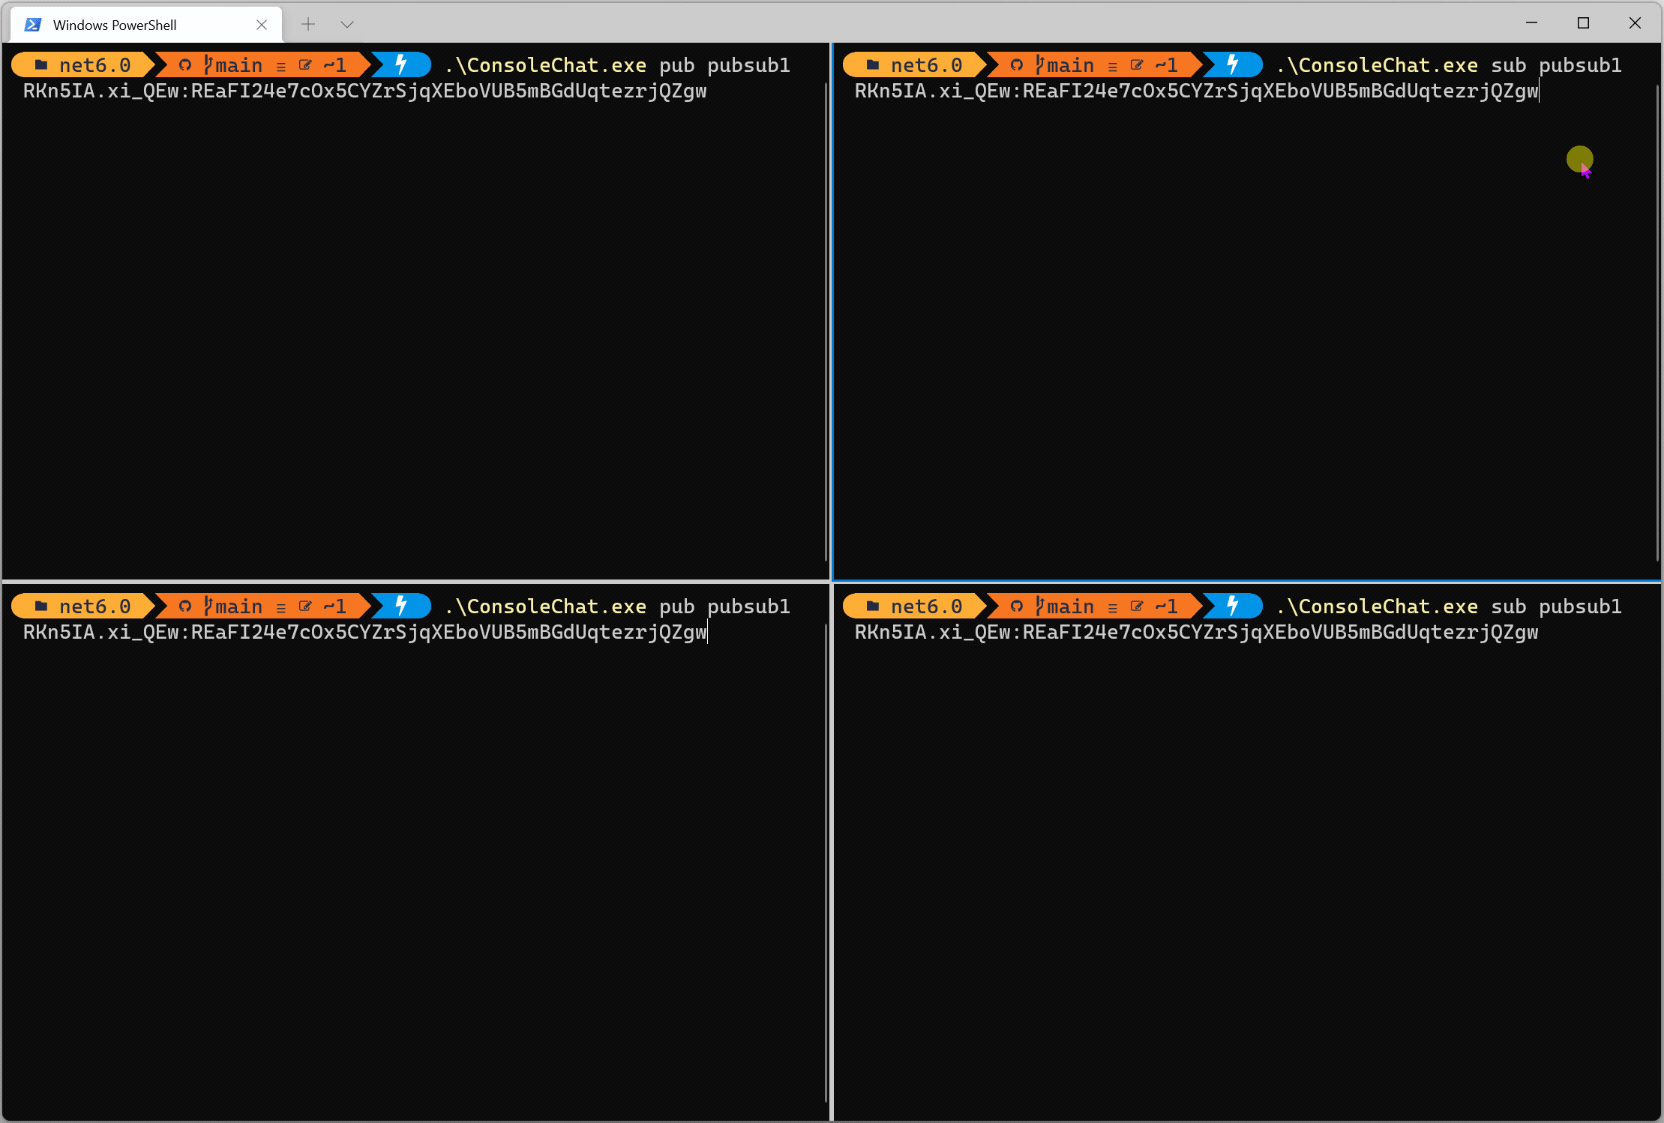 Windows PowerShell
net6.0 main ≡ ~1 .\ConsoleChat.exe pub pubsub1
RKn5IA.xi_QEw:REaFI24e7cOx5CYZrSjqXEboVUB5mBGdUqtezrjQZgw
net6.0 main ≡ ~1 .\ConsoleChat.exe sub pubsub1
RKn5IA.xi_QEw:REaFI24e7cOx5CYZrSjqXEboVUB5mBGdUqtezrjQZgw
net6.0 main ≡ ~1 .\ConsoleChat.exe pub pubsub1
RKn5IA.xi_QEw:REaFI24e7cOx5CYZrSjqXEboVUB5mBGdUqtezrjQZgw
net6.0 main ≡ ~1 .\ConsoleChat.exe sub pubsub1
RKn5IA.xi_QEw:REaFI24e7cOx5CYZrSjqXEboVUB5mBGdUqtezrjQZgw